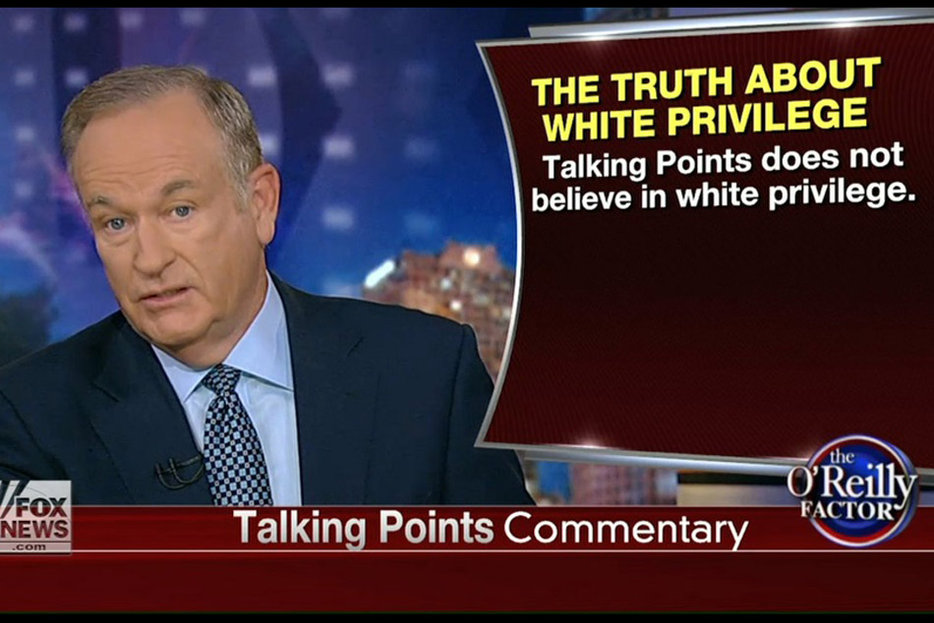 THE TRUTH ABOUT
WHITE PRIVILEGE
Talking Points does not
believe in white privilege.
FOX
NEWS
.com
the
O'Reilly
FACTOR
Talking Points Commentary